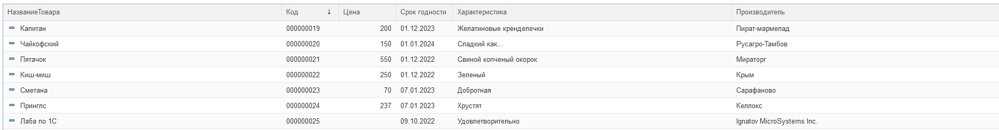 НазваниеТовара Код ↓ Цена Срок годности Характеристика Производитель
Капитан 000000019 200 01.12.2023 Желатиновые кренделечки Пират-мармелад
Чайкофский 000000020 150 01.01.2024 Сладкий как... Русагро-Тамбов
Пятачок 000000021 550 01.12.2022 Свиной копченый окорок Мираторг
Киш-миш 000000022 250 01.12.2022 Зеленый Крым
Сметана 000000023 70 07.01.2023 Добротная Сарафаново
Принглс 000000024 237 07.01.2023 Хрустят Келлокс
Лаба по 1С 000000025 09.10.2022 Удовлетворительно Ignatov MicroSystems Inc.